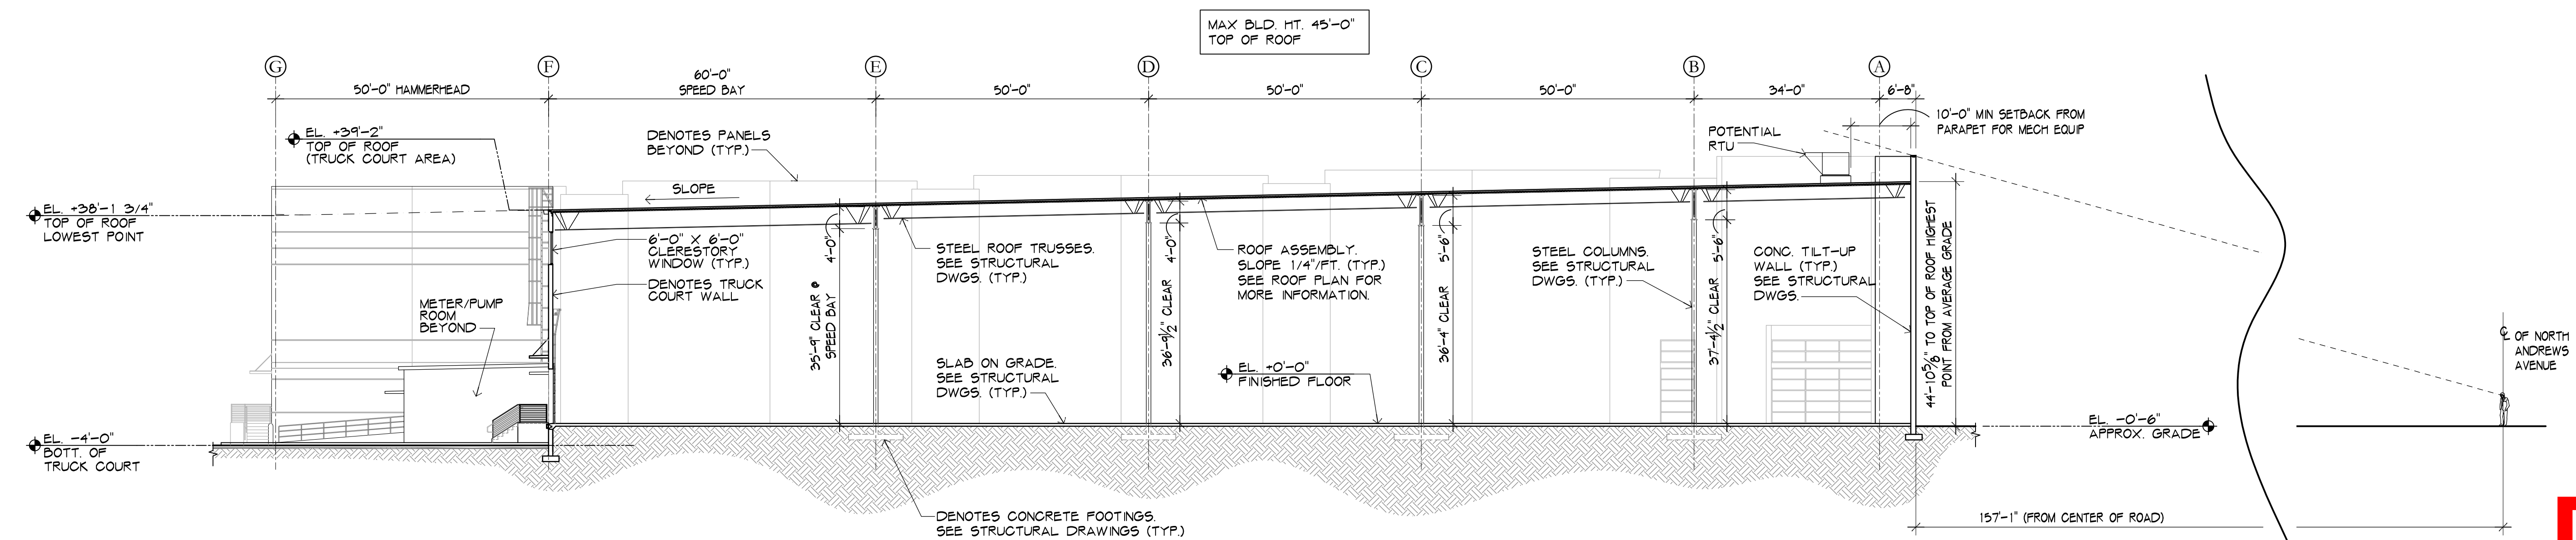 MAX BLD. HT. 45'-0"
TOP OF ROOF
G
F
E
D
C
B
A
50'-0" HAMMERHEAD
60'-0"
SPEED BAY
50'-0"
50'-0"
50'-0"
34'-0"
6'-8"
10'-0" MIN SETBACK FROM
PARAPET FOR MECH EQUIP
EL. +39'-2"
TOP OF ROOF
(TRUCK COURT AREA)
DENOTES PANELS
BEYOND (TYP.)
POTENTIAL
RTU
SLOPE
EL. +38'-1 3/4"
TOP OF ROOF
LOWEST POINT
6'-0" X 6'-0"
CLERESTORY
WINDOW (TYP.)
DENOTES TRUCK
COURT WALL
METER/PUMP
ROOM
BEYOND
35'-9" CLEAR @
SPEED BAY
4'-0"
STEEL ROOF TRUSSES.
SEE STRUCTURAL
DWGS. (TYP.)
36'-9 1/2" CLEAR
4'-0"
ROOF ASSEMBLY.
SLOPE 1/4"/FT. (TYP.)
SEE ROOF PLAN FOR
MORE INFORMATION.
36'-4" CLEAR
5'-6"
STEEL COLUMNS.
SEE STRUCTURAL
DWGS. (TYP.)
37'-4 1/2" CLEAR
5'-6"
CONC. TILT-UP
WALL (TYP.)
SEE STRUCTURAL
DWGS.
44'-10 5/8" TO TOP OF ROOF HIGHEST
POINT FROM AVERAGE GRADE
SLAB ON GRADE.
SEE STRUCTURAL
DWGS. (TYP.)
EL. +0'-0"
FINISHED FLOOR
℄ OF NORTH
ANDREWS
AVENUE
EL. -0'-6"
APPROX. GRADE
EL. -4'-0"
BOTT. OF
TRUCK COURT
DENOTES CONCRETE FOOTINGS.
SEE STRUCTURAL DRAWINGS (TYP.)
157'-1" (FROM CENTER OF ROAD)